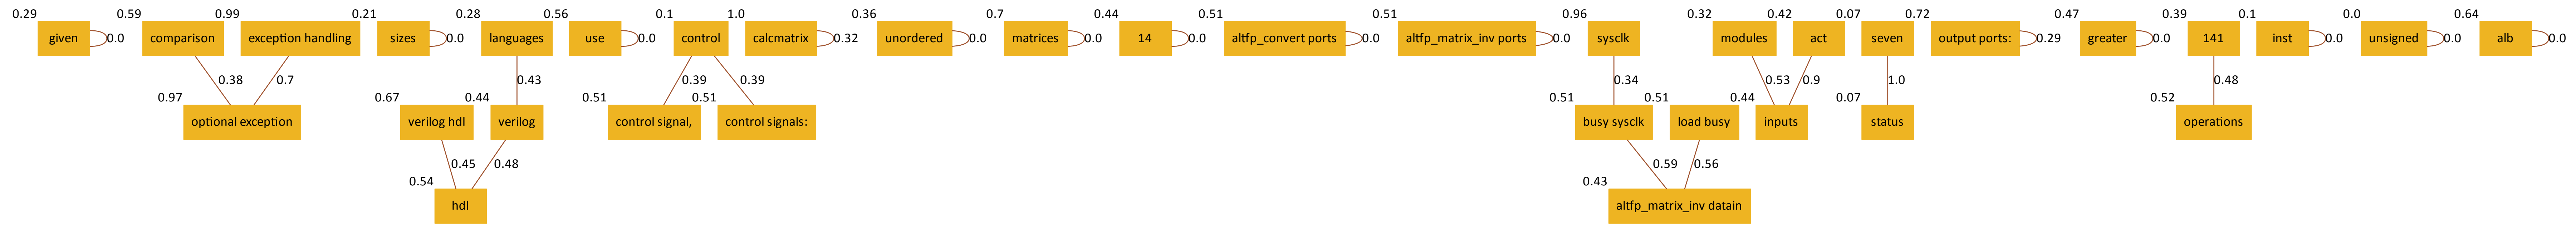 0.29 0.59 0.99 0.21 0.28 0.56 0.1 1.0 0.36 0.7 0.44 0.51 0.51 0.96 0.32 0.42 0.07 0.72 0.47 0.39 0.1 0.0 0.64
given 0.0 comparison exception handling sizes 0.0 languages use 0.0 control calcmatrix 0.32 unordered 0.0 matrices 0.0 14 0.0 altfp_convert ports 0.0 altfp_matrix_inv ports 0.0 sysclk modules act seven output ports: 0.29 greater 0.0 141 inst 0.0 unsigned 0.0 alb 0.0
0.38 0.7 0.43 0.39 0.39 0.34 0.53 0.9 1.0 0.48
0.97 0.67 0.44 0.51 0.51 0.51 0.51 0.44 0.07 0.52
optional exception verilog hdl verilog control signal, control signals: busy sysclk load busy inputs status operations
0.45 0.48 0.59 0.56
0.54 0.43
hdl altfp_matrix_inv datain